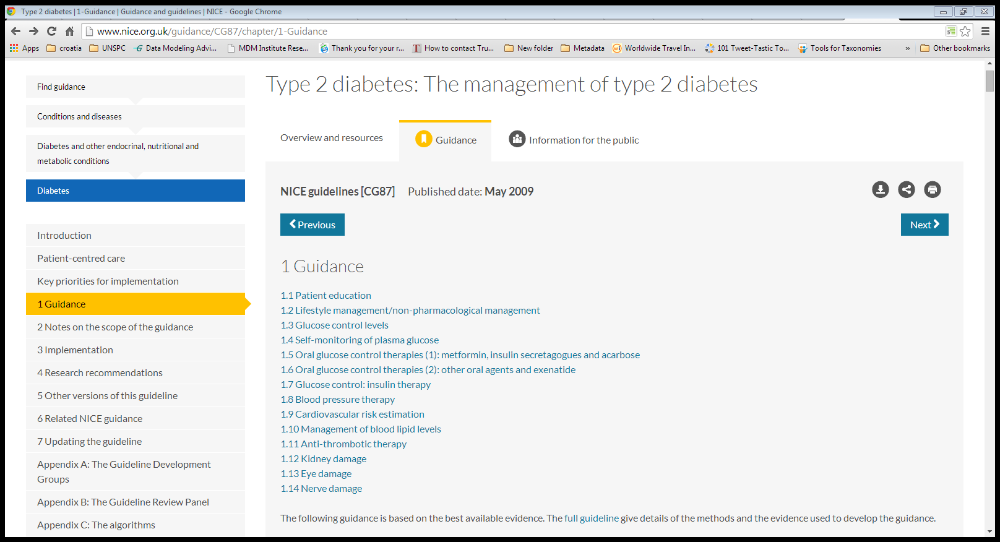 Type 2 diabetes | 1-Guidance | Guidance and guidelines | NICE - Google Chrome
www.nice.org.uk/guidance/CG87/chapter/1-Guidance
Apps croatia UNSPC Data Modeling Advi... MDM Institute Rese... Thank you for your r... How to contact Tru... New folder Metadata Worldwide Travel In... 101 Tweet-Tastic To... Tools for Taxonomies » Other bookmarks
Find guidance
Conditions and diseases
Diabetes and other endocrinal, nutritional and
metabolic conditions
Diabetes
Introduction
Patient-centred care
Key priorities for implementation
1 Guidance
2 Notes on the scope of the guidance
3 Implementation
4 Research recommendations
5 Other versions of this guideline
6 Related NICE guidance
7 Updating the guideline
Appendix A: The Guideline Development
Groups
Appendix B: The Guideline Review Panel
Appendix C: The algorithms
Type 2 diabetes: The management of type 2 diabetes
Overview and resources Guidance Information for the public
NICE guidelines [CG87] Published date: May 2009
Previous Next
1 Guidance
1.1 Patient education
1.2 Lifestyle management/non-pharmacological management
1.3 Glucose control levels
1.4 Self-monitoring of plasma glucose
1.5 Oral glucose control therapies (1): metformin, insulin secretagogues and acarbose
1.6 Oral glucose control therapies (2): other oral agents and exenatide
1.7 Glucose control: insulin therapy
1.8 Blood pressure therapy
1.9 Cardiovascular risk estimation
1.10 Management of blood lipid levels
1.11 Anti-thrombotic therapy
1.12 Kidney damage
1.13 Eye damage
1.14 Nerve damage
The following guidance is based on the best available evidence. The full guideline give details of the methods and the evidence used to develop the guidance.